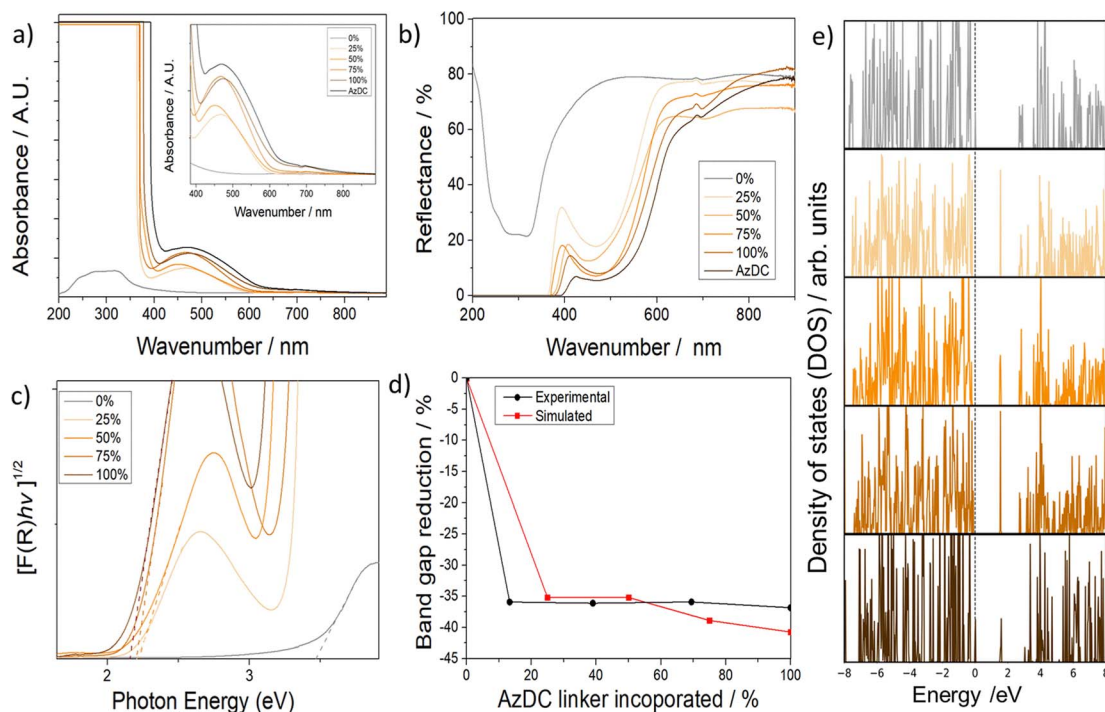 a)
Absorbance / A.U.
200 300 400 500 600 700 800
Wavenumber / nm
Absorbance / A.U.
0%
25%
50%
75%
100%
AzDC
400 500 600 700 800
Wavenumber / nm
b)
Reflectance / %
100
80
60
40
20
0
0%
25%
50%
75%
100%
AzDC
200 400 600 800
Wavenumber / nm
c)
[F(R)hv]1/2
0%
25%
50%
75%
100%
2 3
Photon Energy (eV)
d)
Band gap reduction / %
0
-5
-10
-15
-20
-25
-30
-35
-40
-45
Experimental
Simulated
0 20 40 60 80 100
AzDC linker incoporated / %
e)
Density of states (DOS) / arb. units
−8 −6 −4 −2 0 2 4 6 8
Energy /eV